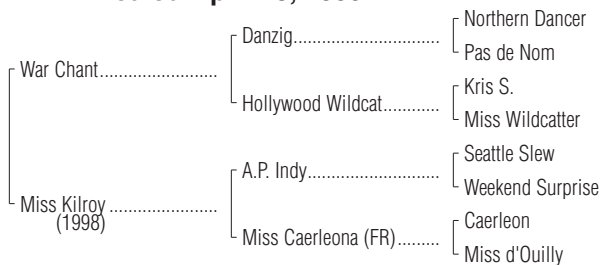 Northern Dancer
Danzig
Pas de Nom
War Chant
Kris S.
Hollywood Wildcat
Miss Wildcatter
Seattle Slew
A.P. Indy
Weekend Surprise
Miss Kilroy
(1998)
Caerleon
Miss Caerleona (FR)
Miss d'Ouilly